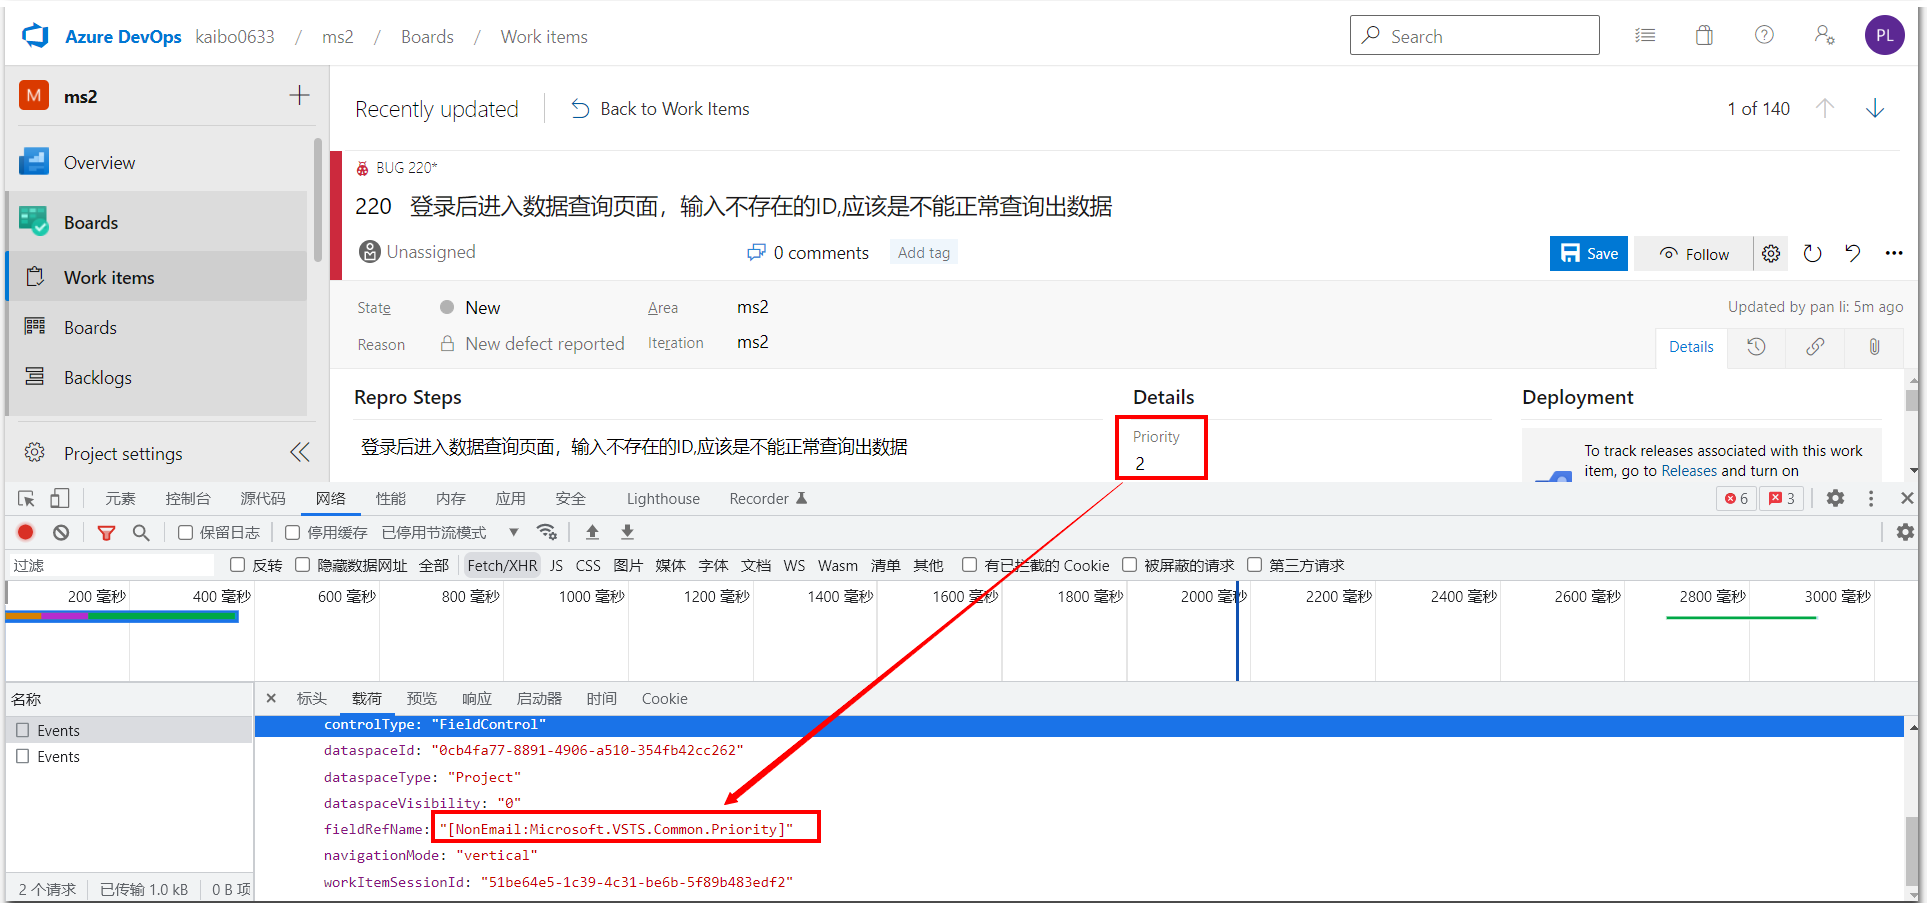 Azure DevOps kaibo0633 / ms2 / Boards / Work items Search PL
M ms2
Recently updated Back to Work Items 1 of 140
Overview
BUG 220*
Boards
220 登录后进入数据查询页面，输入不存在的ID,应该是不能正常查询出数据
Unassigned 0 comments Add tag Save Follow
Work items
State New Area ms2 Updated by pan li: 5m ago
Boards
Reason New defect reported Iteration ms2 Details
Backlogs
Repro Steps Details Deployment
Priority
登录后进入数据查询页面，输入不存在的ID,应该是不能正常查询出数据
2
To track releases associated with this work
item, go to Releases and turn on
Project settings
元素 控制台 源代码 网络 性能 内存 应用 安全 Lighthouse Recorder 6 3
保留日志 停用缓存 已停用节流模式
过滤 反转 隐藏数据网址 全部 Fetch/XHR JS CSS 图片 媒体 字体 文档 WS Wasm 清单 其他 有已拦截的 Cookie 被屏蔽的请求 第三方请求
200 毫秒 400 毫秒 600 毫秒 800 毫秒 1000 毫秒 1200 毫秒 1400 毫秒 1600 毫秒 1800 毫秒 2000 毫秒 2200 毫秒 2400 毫秒 2600 毫秒 2800 毫秒 3000 毫秒
名称 标头 载荷 预览 响应 启动器 时间 Cookie
Events
Events
controlType: "FieldControl"
dataspaceId: "0cb4fa77-8891-4906-a510-354fb42cc262"
dataspaceType: "Project"
dataspaceVisibility: "0"
fieldRefName: "[NonEmail:Microsoft.VSTS.Common.Priority]"
navigationMode: "vertical"
workItemSessionId: "51be64e5-1c39-4c31-be6b-5f89b483edf2"
2 个请求 已传输 1.0 kB 0 B 项